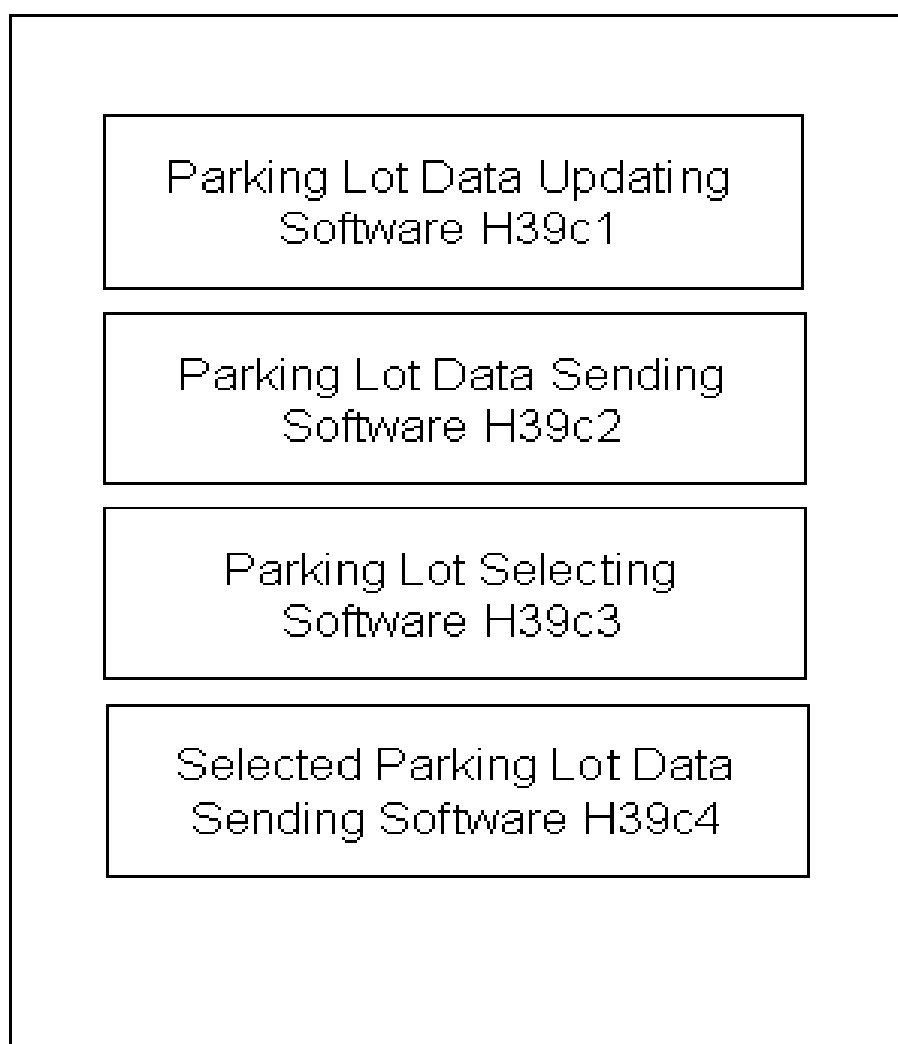 Parking Lot Data Updating
Software H39c1
Parking Lot Data Sending
Software H39c2
Parking Lot Selecting
Software H39c3
Selected Parking Lot Data
Sending Software H39c4